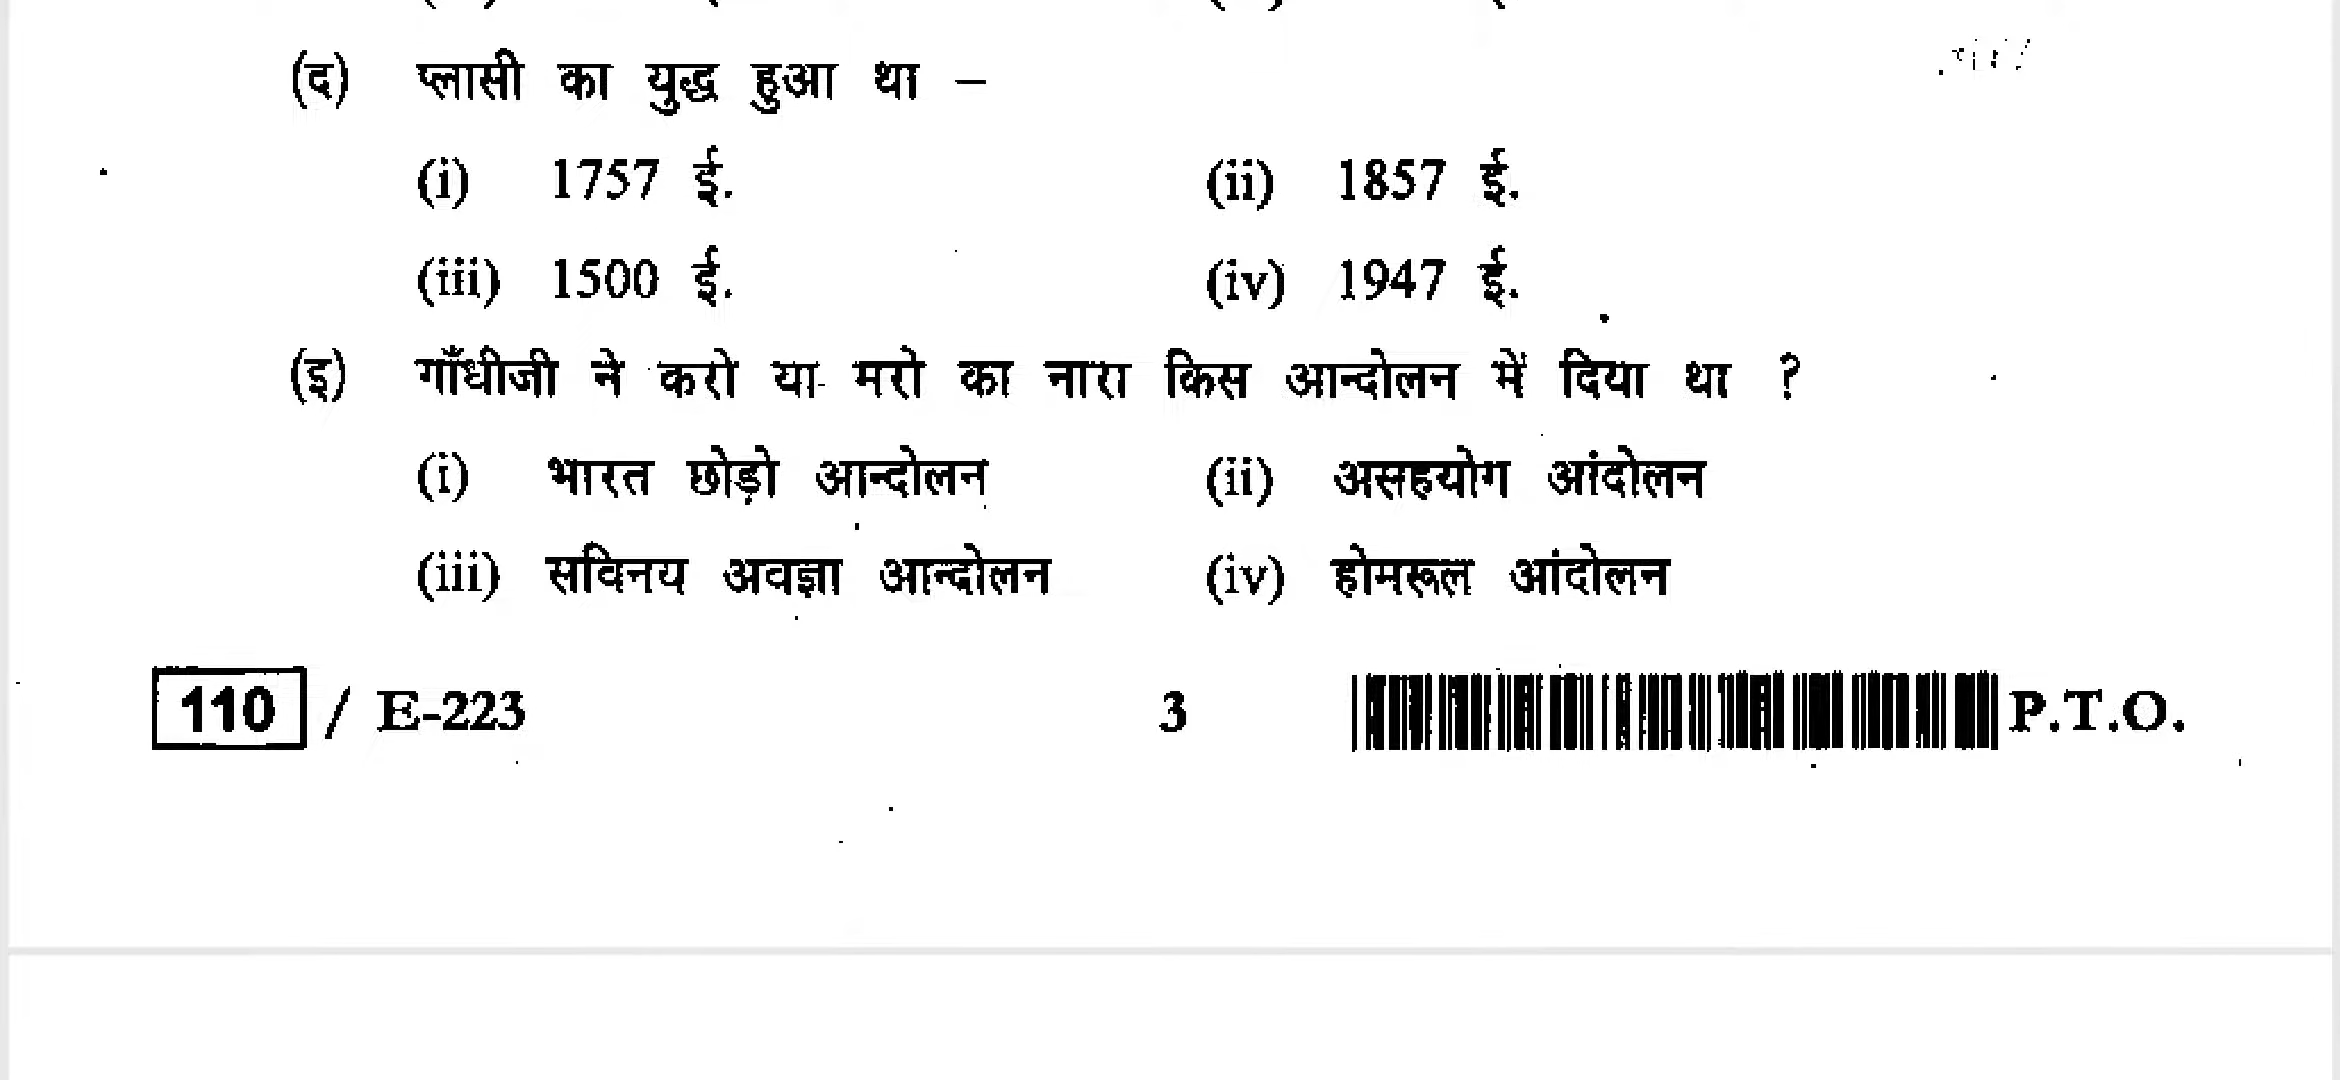 (द) प्लासी का युद्ध हुआ था –
(i) 1757 ई. (ii) 1857 ई.
(iii) 1500 ई. (iv) 1947 ई.
(इ) गाँधीजी ने करो या मरो का नारा किस आन्दोलन में दिया था ?
(i) भारत छोड़ो आन्दोलन (ii) असहयोग आंदोलन
(iii) सविनय अवज्ञा आन्दोलन (iv) होमरूल आंदोलन
110 / E-223 3 P.T.O.